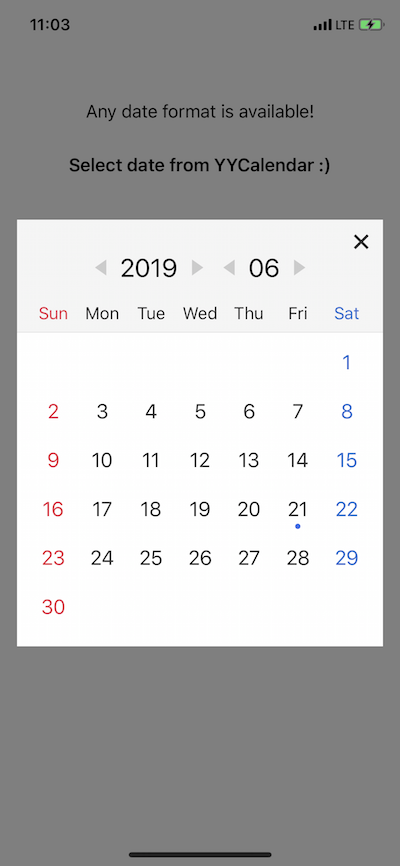 11:03 LTE
Any date format is available!
Select date from YYCalendar :)
2019 06
Sun Mon Tue Wed Thu Fri Sat
1
2 3 4 5 6 7 8
9 10 11 12 13 14 15
16 17 18 19 20 21 22
23 24 25 26 27 28 29
30